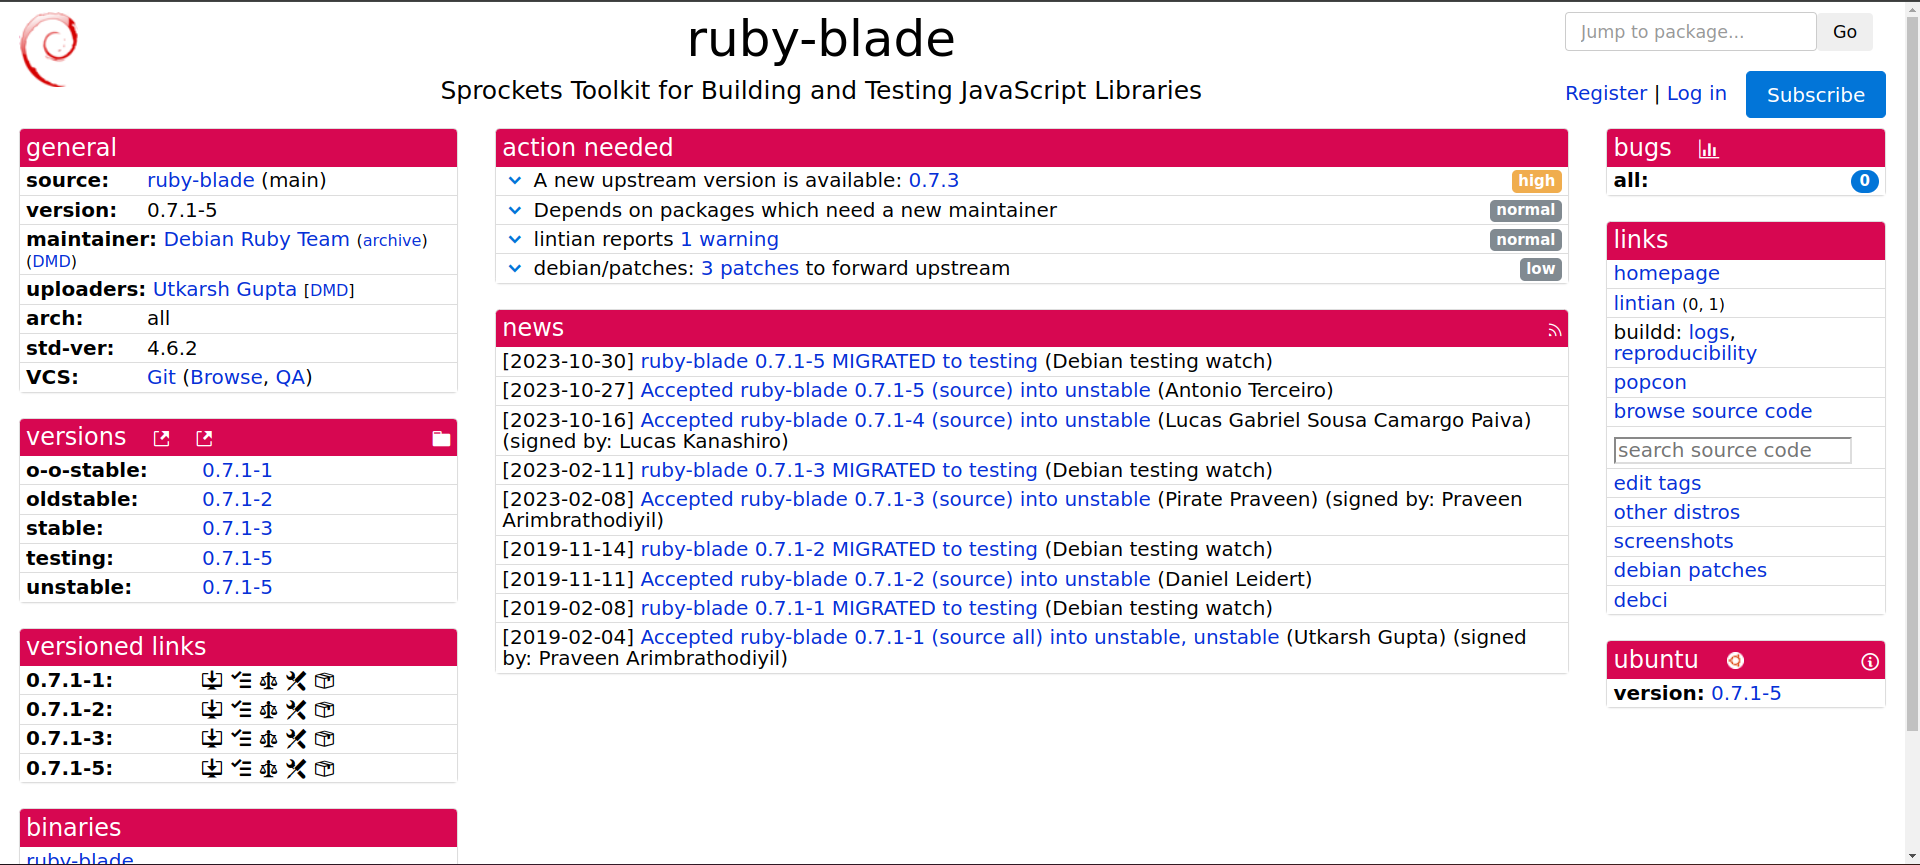 ruby-blade
Sprockets Toolkit for Building and Testing JavaScript Libraries
Jump to package...
Go
Register | Log in
Subscribe
general
source: ruby-blade (main)
version: 0.7.1-5
maintainer: Debian Ruby Team (archive)
(DMD)
uploaders: Utkarsh Gupta [DMD]
arch: all
std-ver: 4.6.2
VCS: Git (Browse, QA)
versions
o-o-stable: 0.7.1-1
oldstable: 0.7.1-2
stable: 0.7.1-3
testing: 0.7.1-5
unstable: 0.7.1-5
versioned links
0.7.1-1:
0.7.1-2:
0.7.1-3:
0.7.1-5:
binaries
ruby-blade
action needed
A new upstream version is available: 0.7.3 high
Depends on packages which need a new maintainer normal
lintian reports 1 warning normal
debian/patches: 3 patches to forward upstream low
news
[2023-10-30] ruby-blade 0.7.1-5 MIGRATED to testing (Debian testing watch)
[2023-10-27] Accepted ruby-blade 0.7.1-5 (source) into unstable (Antonio Terceiro)
[2023-10-16] Accepted ruby-blade 0.7.1-4 (source) into unstable (Lucas Gabriel Sousa Camargo Paiva)
(signed by: Lucas Kanashiro)
[2023-02-11] ruby-blade 0.7.1-3 MIGRATED to testing (Debian testing watch)
[2023-02-08] Accepted ruby-blade 0.7.1-3 (source) into unstable (Pirate Praveen) (signed by: Praveen
Arimbrathodiyil)
[2019-11-14] ruby-blade 0.7.1-2 MIGRATED to testing (Debian testing watch)
[2019-11-11] Accepted ruby-blade 0.7.1-2 (source) into unstable (Daniel Leidert)
[2019-02-08] ruby-blade 0.7.1-1 MIGRATED to testing (Debian testing watch)
[2019-02-04] Accepted ruby-blade 0.7.1-1 (source all) into unstable, unstable (Utkarsh Gupta) (signed
by: Praveen Arimbrathodiyil)
bugs
all: 0
links
homepage
lintian (0, 1)
buildd: logs,
reproducibility
popcon
browse source code
search source code
edit tags
other distros
screenshots
debian patches
debci
ubuntu
version: 0.7.1-5